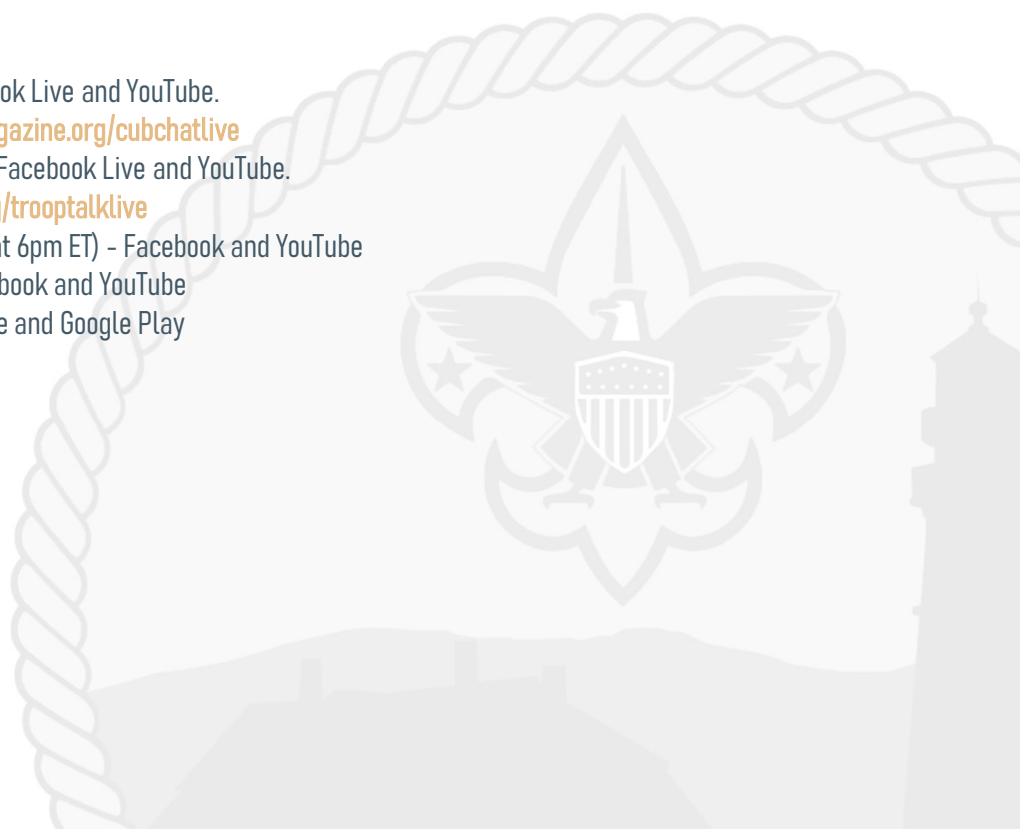 ok Live and YouTube.
gazine.org/cubchatlive
Facebook Live and YouTube.
/trooptalklive
at 6pm ET) - Facebook and YouTube
book and YouTube
e and Google Play